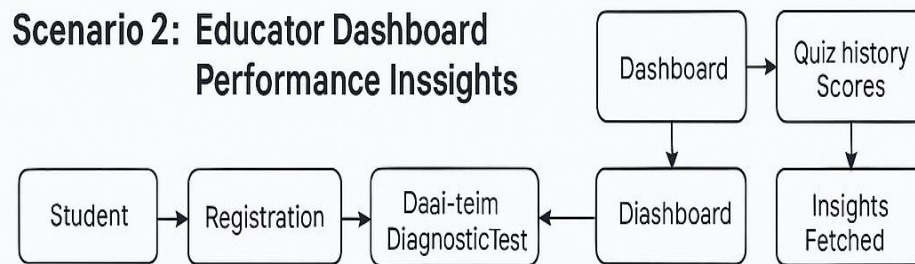 Scenario 2: Educator Dashboard
Performance Inssights
Dashboard
Quiz history
Scores
Student
Registration
Daai-teim
DiagnosticTest
Diashboard
Insights
Fetched